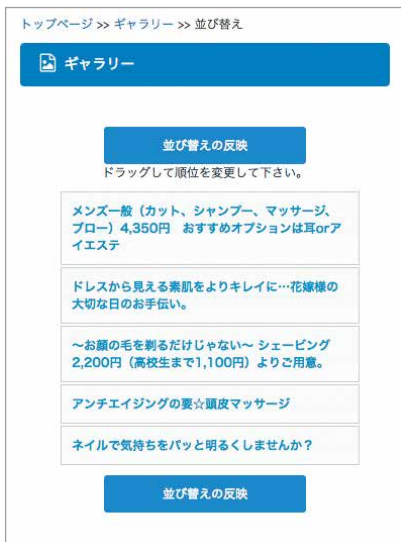 トップページ >> ギャラリー >> 並び替え
ギャラリー
並び替えの反映
ドラッグして順位を変更して下さい。
メンズ一般（カット、シャンプー、マッサージ、
ブロー）4,350円　おすすめオプションは耳orア
イエステ
ドレスから見える素肌をよりキレイに…花嫁様の
大切な日のお手伝い。
～お顔の毛を剃るだけじゃない～ シェービング
2,200円（高校生まで1,100円）よりご用意。
アンチエイジングの要☆頭皮マッサージ
ネイルで気持ちをパッと明るくしませんか？
並び替えの反映